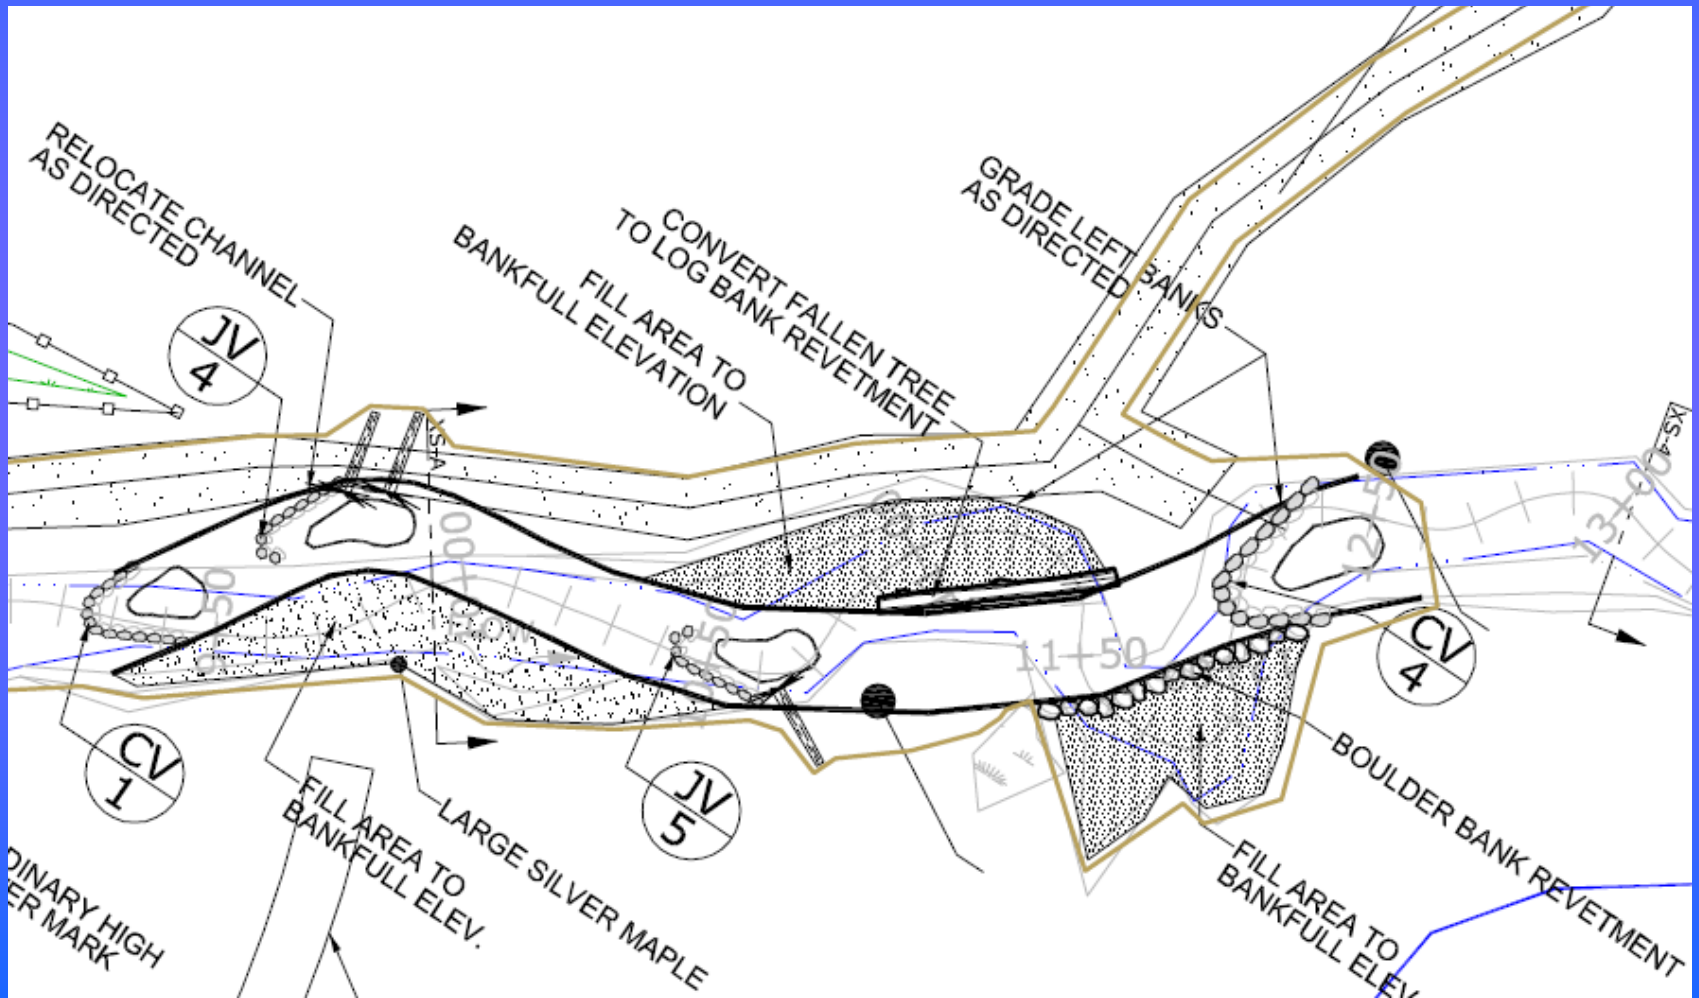 RELOCATE CHANNEL
AS DIRECTED
JV
4
BANKFULL ELEVATION
FILL AREA TO
CONVERT FALLEN TREE
TO LOG BANK REVETMENT
GRADE LEFT BANKS
AS DIRECTED
XS-4
13+00
12+50
11+50
FLOW
CV
1
JV
5
CV
4
FILL AREA TO
BANKFULL ELEV.
LARGE SILVER MAPLE
BOULDER BANK REVETMENT
FILL AREA TO
BANKFULL ELEV
DINARY HIGH
ER MARK